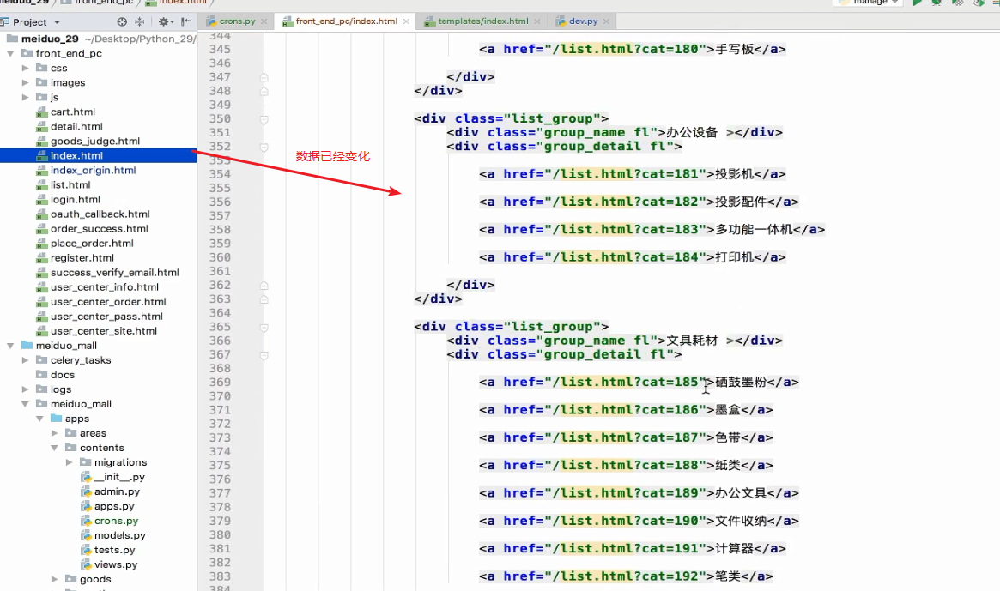 meiduo_29 front_end_pc index.html
manage
Project
crons.py front_end_pc/index.html templates/index.html dev.py
meiduo_29 ~/Desktop/Python_29/
front_end_pc
css
images
js
cart.html
detail.html
goods_judge.html
index.html
index_origin.html
list.html
login.html
oauth_callback.html
order_success.html
place_order.html
register.html
success_verify_email.html
user_center_info.html
user_center_order.html
user_center_pass.html
user_center_site.html
meiduo_mall
celery_tasks
docs
logs
meiduo_mall
apps
areas
contents
migrations
__init__.py
admin.py
apps.py
crons.py
models.py
tests.py
views.py
goods
344
345 <a href="/list.html?cat=180">手写板</a>
346
347 </div>
348 </div>
349
350 <div class="list_group">
351 <div class="group_name fl">办公设备 ></div>
352 <div class="group_detail fl">
353
数据已经变化
354 <a href="/list.html?cat=181">投影机</a>
355
356 <a href="/list.html?cat=182">投影配件</a>
357
358 <a href="/list.html?cat=183">多功能一体机</a>
359
360 <a href="/list.html?cat=184">打印机</a>
361
362 </div>
363 </div>
364
365 <div class="list_group">
366 <div class="group_name fl">文具耗材 ></div>
367 <div class="group_detail fl">
368
369 <a href="/list.html?cat=185">硒鼓墨粉</a>
370
371 <a href="/list.html?cat=186">墨盒</a>
372
373 <a href="/list.html?cat=187">色带</a>
374
375 <a href="/list.html?cat=188">纸类</a>
376
377 <a href="/list.html?cat=189">办公文具</a>
378
379 <a href="/list.html?cat=190">文件收纳</a>
380
381 <a href="/list.html?cat=191">计算器</a>
382
383 <a href="/list.html?cat=192">笔类</a>
384